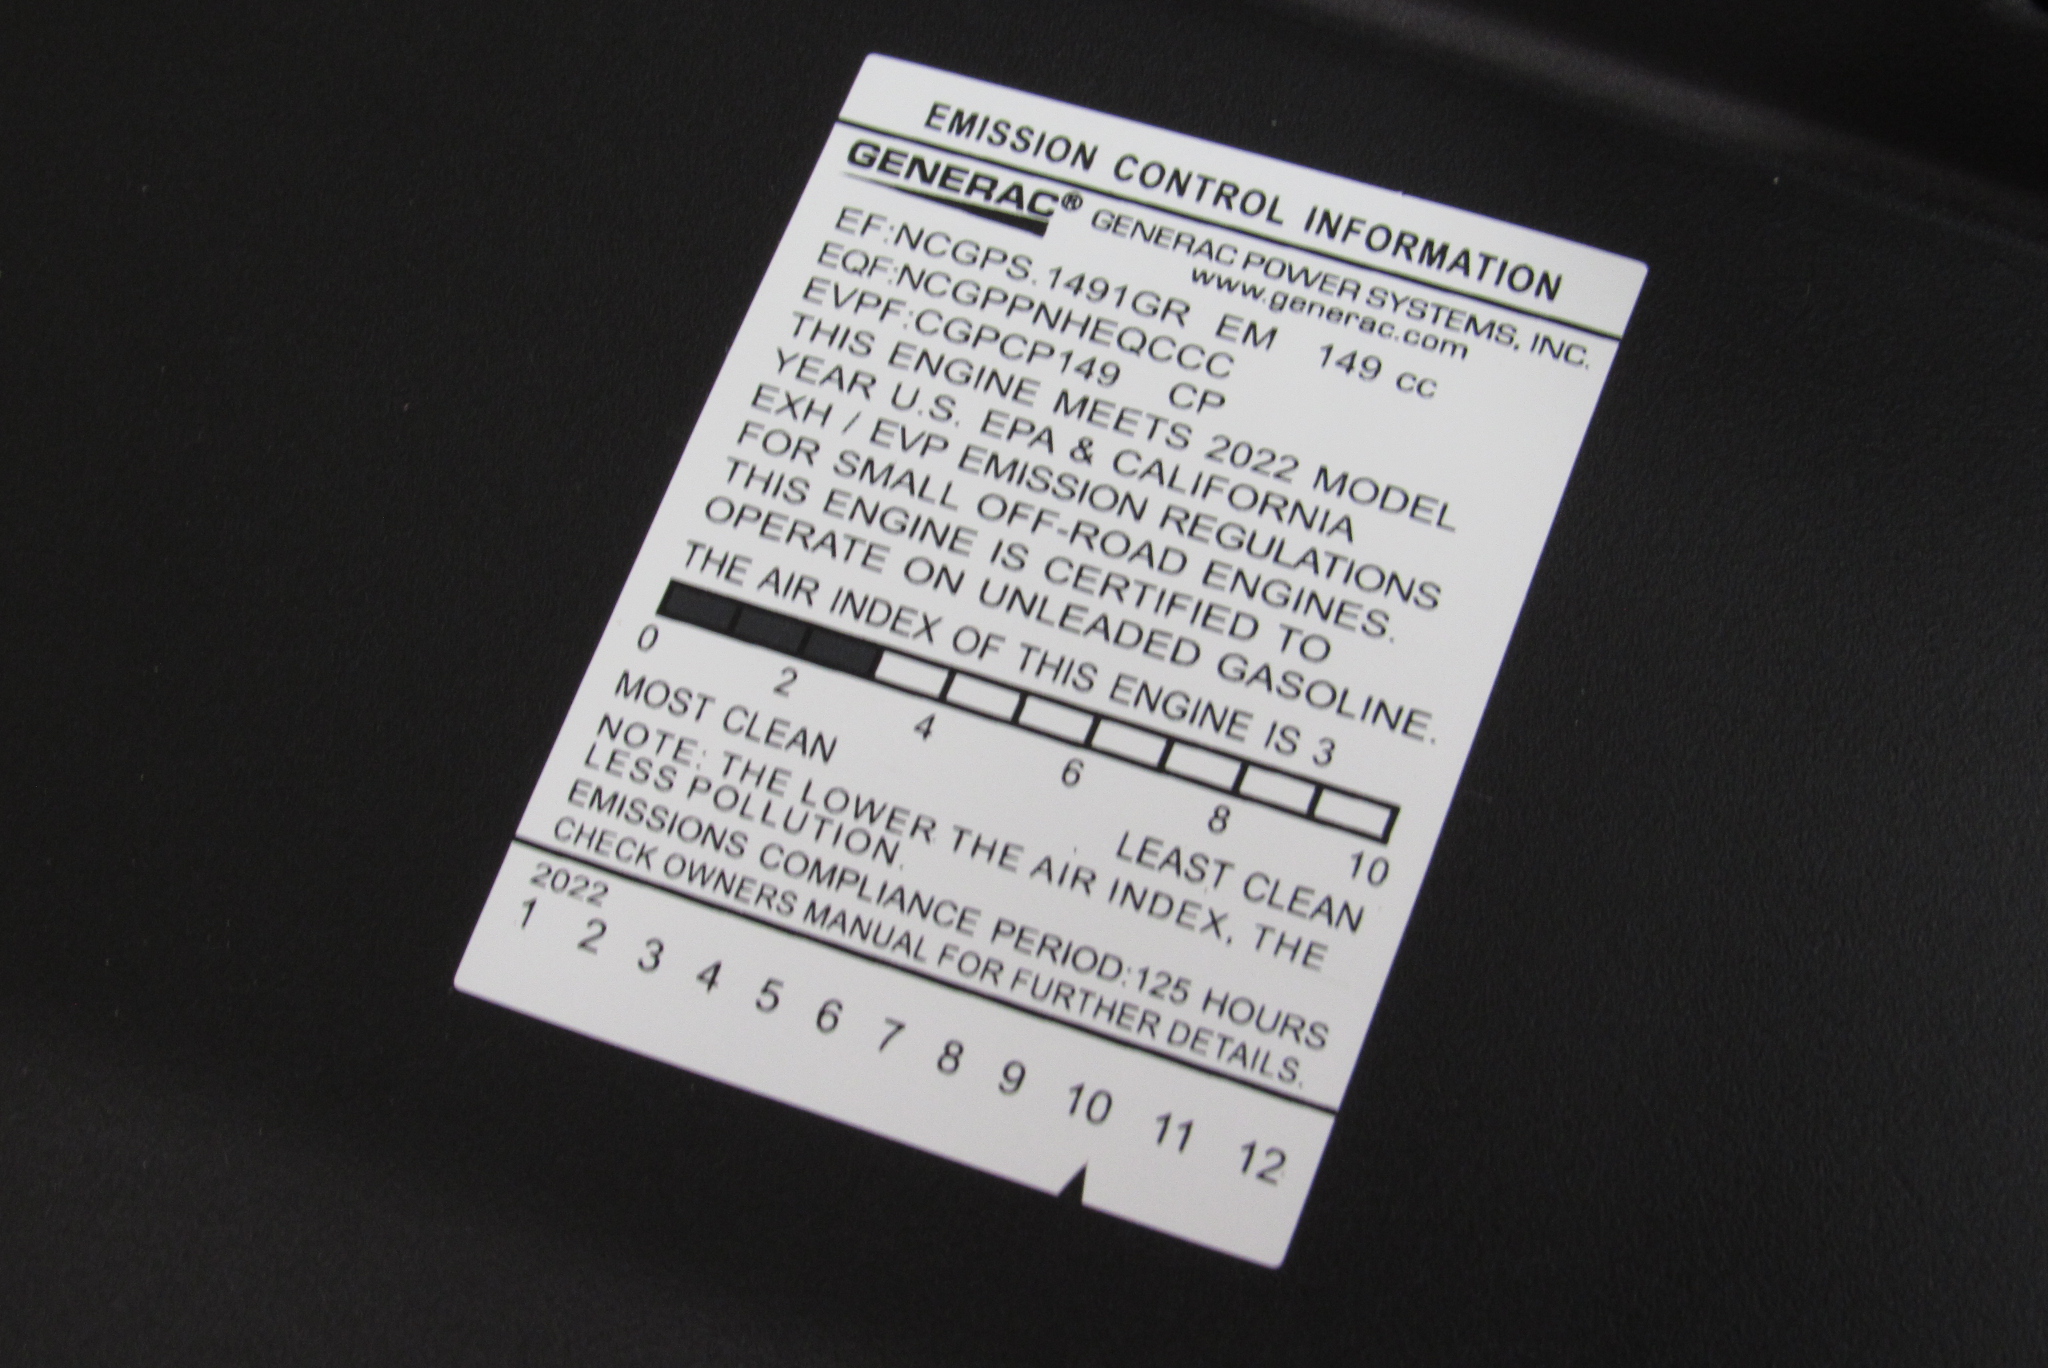 EMISSION CONTROL INFORMATION
GENERAC® GENERAC POWER SYSTEMS, INC.
www.generac.com
EF:NCGPS.1491GR EM 149 cc
EQF:NCGPPNHEQCCC
EVPF:CGPCP149 CP
THIS ENGINE MEETS 2022 MODEL
YEAR U.S. EPA & CALIFORNIA
EXH / EVP EMISSION REGULATIONS
FOR SMALL OFF-ROAD ENGINES.
THIS ENGINE IS CERTIFIED TO
OPERATE ON UNLEADED GASOLINE.
THE AIR INDEX OF THIS ENGINE IS 3
0 2 4 6 8 10
MOST CLEAN LEAST CLEAN
NOTE: THE LOWER THE AIR INDEX, THE
LESS POLLUTION.
EMISSIONS COMPLIANCE PERIOD:125 HOURS
CHECK OWNERS MANUAL FOR FURTHER DETAILS.
2022
1 2 3 4 5 6 7 8 9 10 11 12